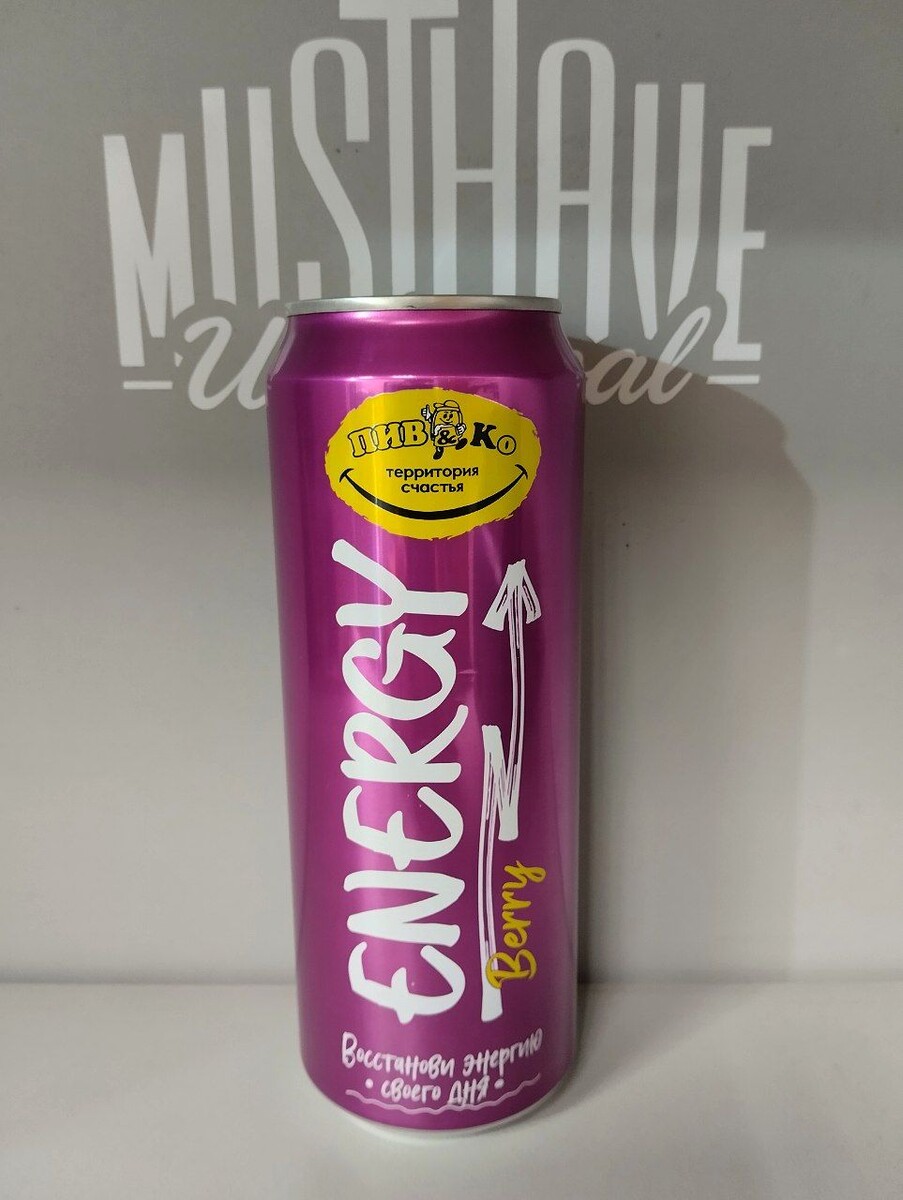 MUSTHAVE
ПИВ&Ко
территория
счастья
ENERGY
Berry
Восстанови энергию
• своего ДНЯ •